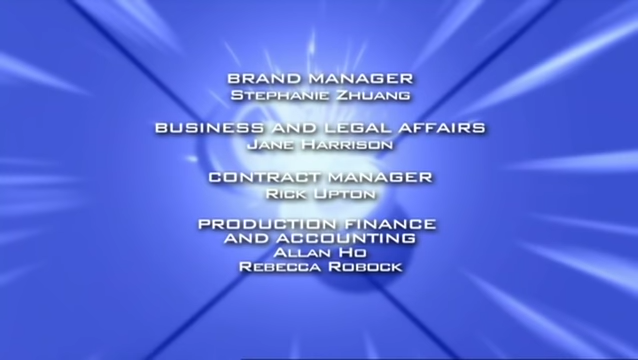 BRAND MANAGER
STEPHANIE ZHUANG
BUSINESS AND LEGAL AFFAIRS
JANE HARRISON
CONTRACT MANAGER
RICK UPTON
PRODUCTION FINANCE
AND ACCOUNTING
ALLAN HO
REBECCA ROBOCK